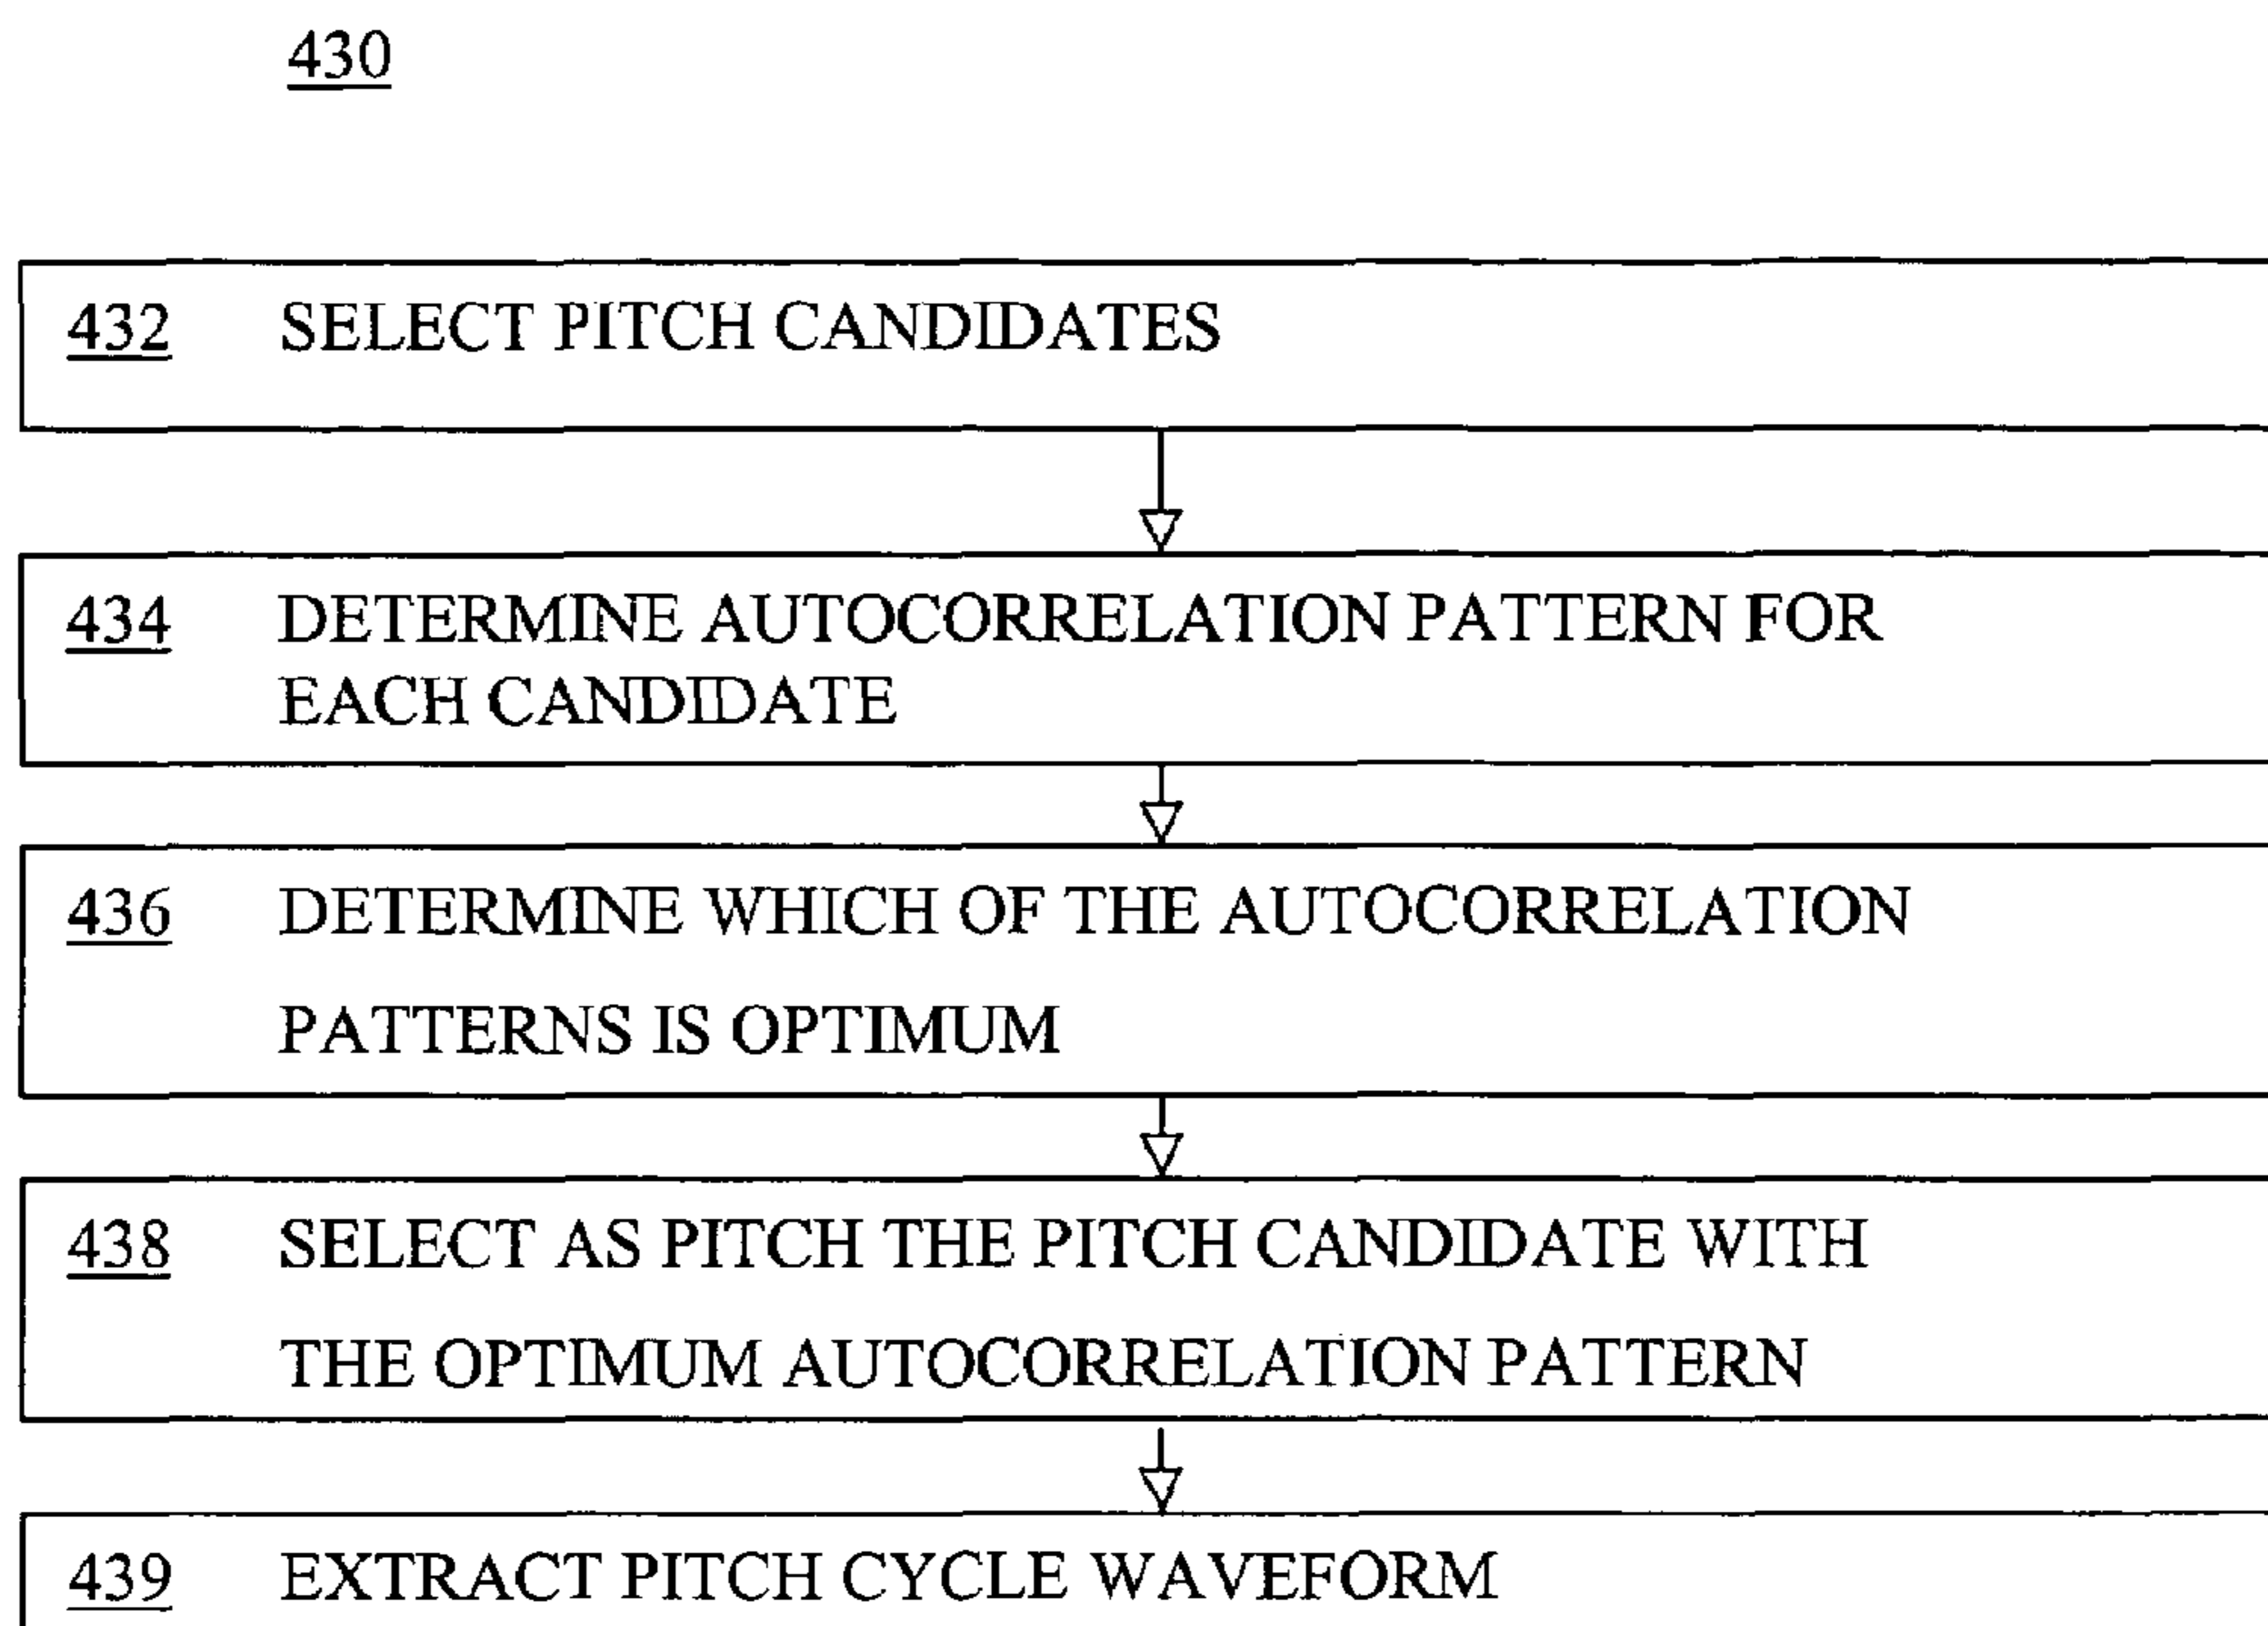 430
432 SELECT PITCH CANDIDATES
434 DETERMINE AUTOCORRELATION PATTERN FOR
EACH CANDIDATE
436 DETERMINE WHICH OF THE AUTOCORRELATION
PATTERNS IS OPTIMUM
438 SELECT AS PITCH THE PITCH CANDIDATE WITH
THE OPTIMUM AUTOCORRELATION PATTERN
439 EXTRACT PITCH CYCLE WAVEFORM